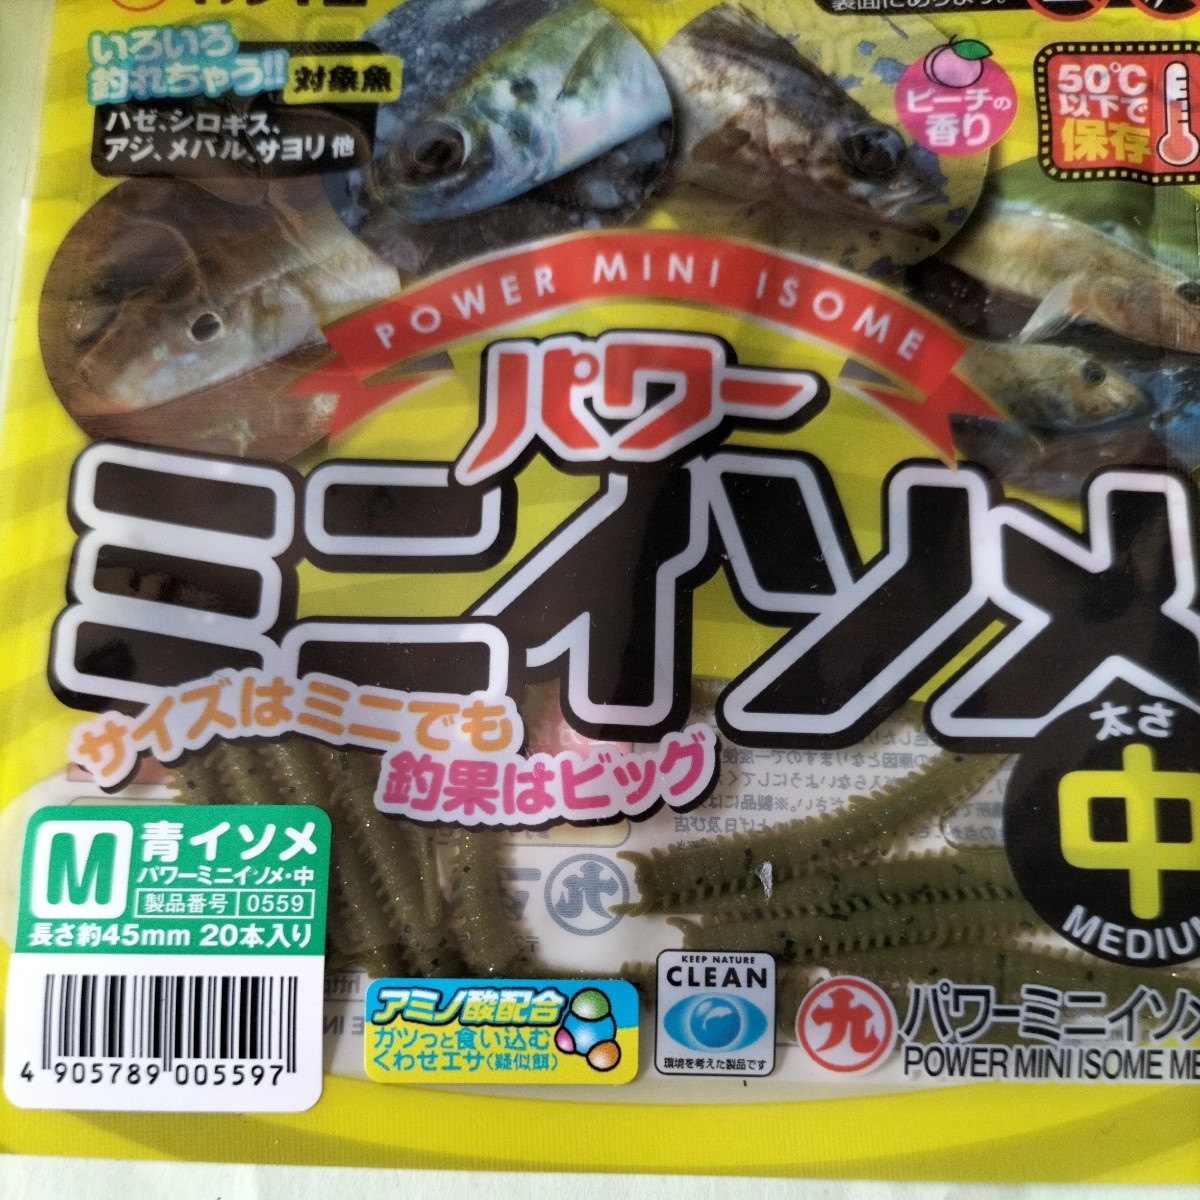 いろいろ
釣れちゃう!!
対象魚
ハゼ、シロギス、
アジ、メバル、サヨリ 他
ピーチの
香り
50℃
以下で
保存
POWER MINI ISOME
パワー
ミニイソメ
サイズはミニでも
釣果はビッグ
太さ
中
M
青イソメ
パワーミニイソメ・中
製品番号 0559
長さ約45mm 20本入り
4 905789 005597
アミノ酸配合
ガツっと食い込む
くわせエサ(疑似餌)
KEEP NATURE
CLEAN
環境を考えた製品です
九
パワーミニイソメ
POWER MINI ISOME